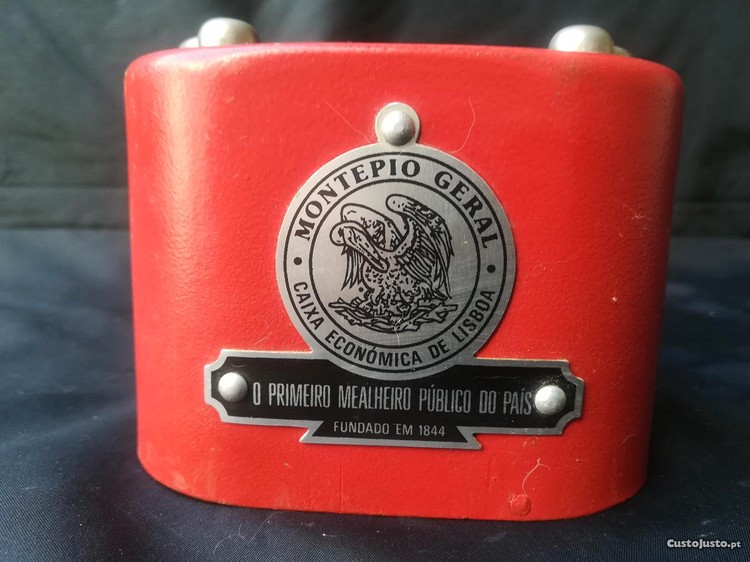 MONTEPIO GERAL
CAIXA ECONÓMICA DE LISBOA
O PRIMEIRO MEALHEIRO PÚBLICO DO PAÍS
FUNDADO EM 1844
CustoJusto.pt